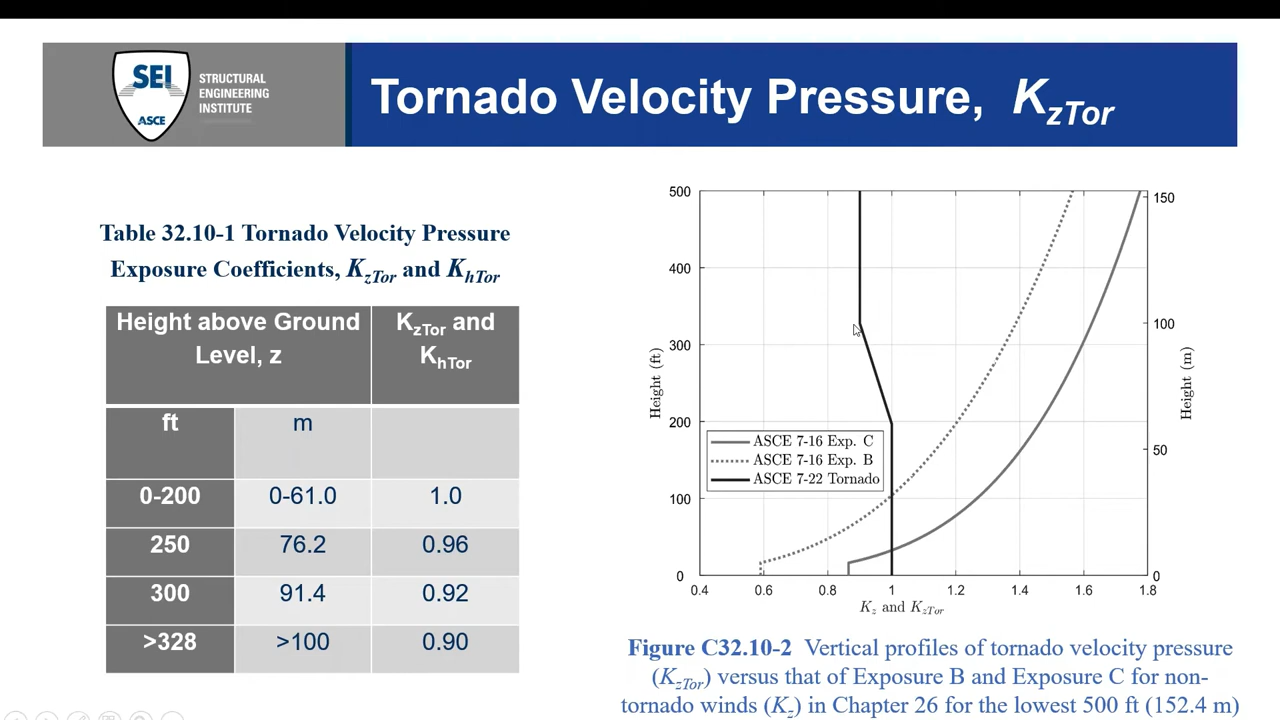 SEI
ASCE
STRUCTURAL
ENGINEERING
INSTITUTE
Tornado Velocity Pressure, KzTor
Table 32.10-1 Tornado Velocity Pressure
Exposure Coefficients, KzTor and KhTor
Height above Ground
Level, z
KzTor and
KhTor
ft m
0-200 0-61.0 1.0
250 76.2 0.96
300 91.4 0.92
>328 >100 0.90
500
400
300
200
100
0
Height (ft)
150
100
50
0
Height (m)
ASCE 7-16 Exp. C
ASCE 7-16 Exp. B
ASCE 7-22 Tornado
0.4 0.6 0.8 1 1.2 1.4 1.6 1.8
Kz and KzTor
Figure C32.10-2 Vertical profiles of tornado velocity pressure
(KzTor) versus that of Exposure B and Exposure C for non-
tornado winds (Kz) in Chapter 26 for the lowest 500 ft (152.4 m)